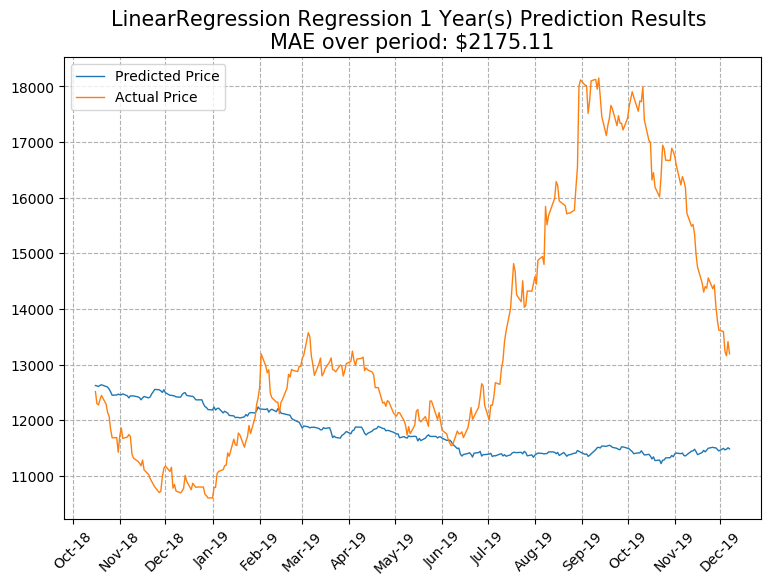 LinearRegression Regression 1 Year(s) Prediction Results
MAE over period: $2175.11
Predicted Price
Actual Price
18000
17000
16000
15000
14000
13000
12000
11000
Oct-18
Nov-18
Dec-18
Jan-19
Feb-19
Mar-19
Apr-19
May-19
Jun-19
Jul-19
Aug-19
Sep-19
Oct-19
Nov-19
Dec-19